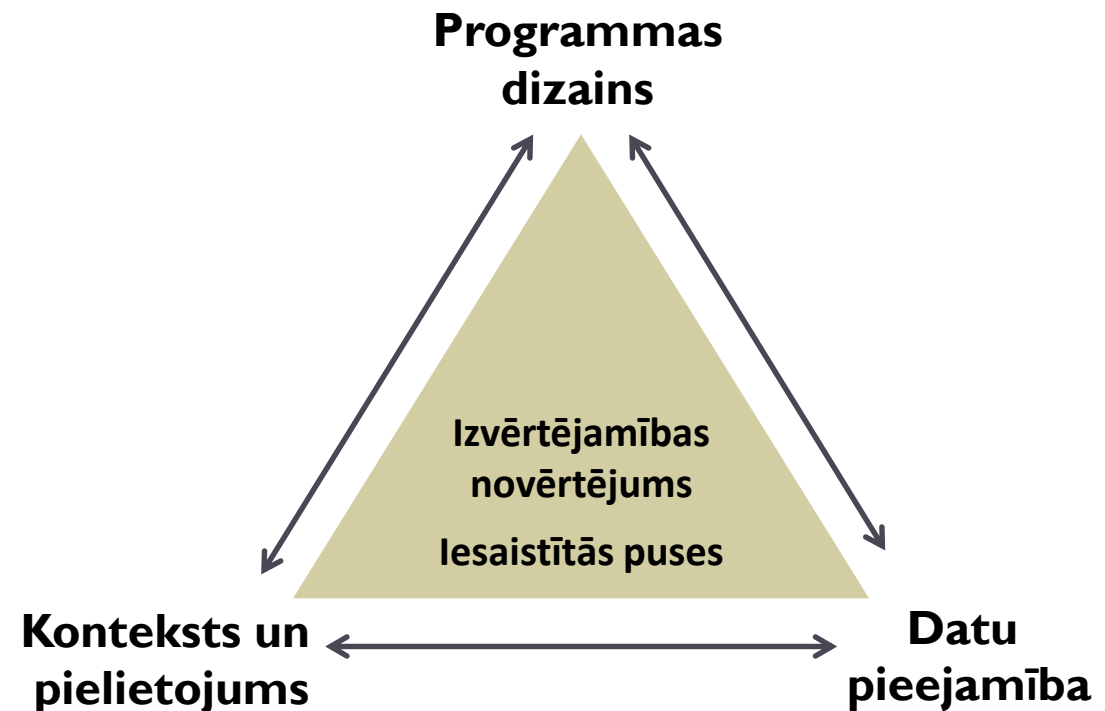 Programmas
dizains
Izvērtējamības
novērtējums
Iesaistītās puses
Konteksts un
pielietojums
Datu
pieejamība